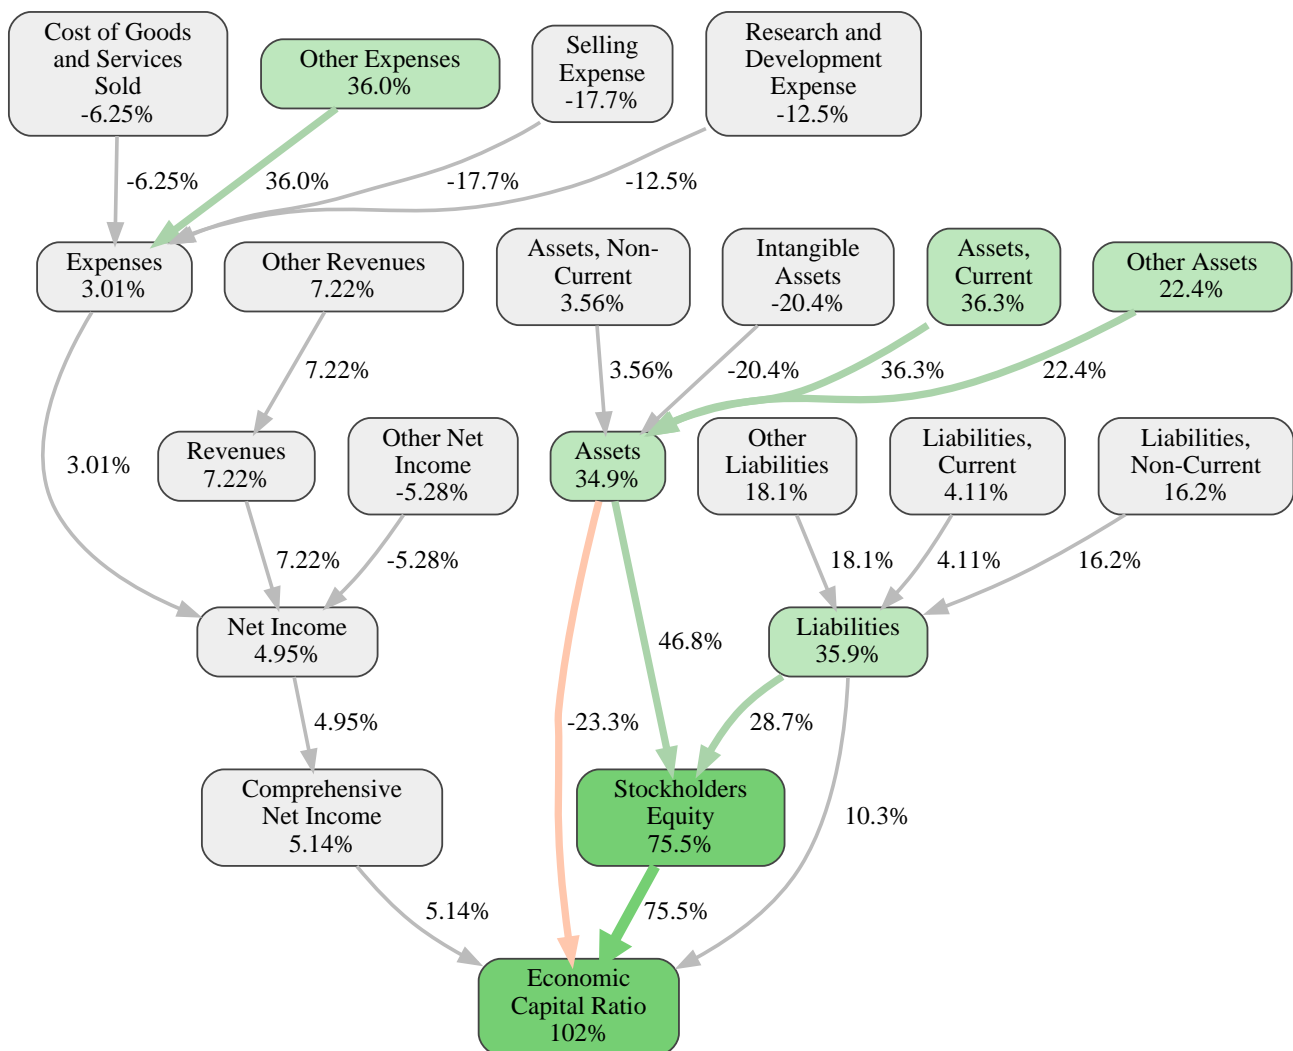 Cost of Goods
and Services
Sold
-6.25%
Other Expenses
36.0%
Selling
Expense
-17.7%
Research and
Development
Expense
-12.5%
-6.25%
36.0%
-17.7%
-12.5%
Expenses
3.01%
Other Revenues
7.22%
Assets, Non-
Current
3.56%
Intangible
Assets
-20.4%
Assets,
Current
36.3%
Other Assets
22.4%
7.22%
3.56%
-20.4%
36.3%
22.4%
3.01%
Revenues
7.22%
Other Net
Income
-5.28%
Assets
34.9%
Other
Liabilities
18.1%
Liabilities,
Current
4.11%
Liabilities,
Non-Current
16.2%
7.22%
-5.28%
18.1%
4.11%
16.2%
Net Income
4.95%
46.8%
Liabilities
35.9%
4.95%
-23.3%
28.7%
Comprehensive
Net Income
5.14%
Stockholders
Equity
75.5%
10.3%
5.14%
75.5%
Economic
Capital Ratio
102%